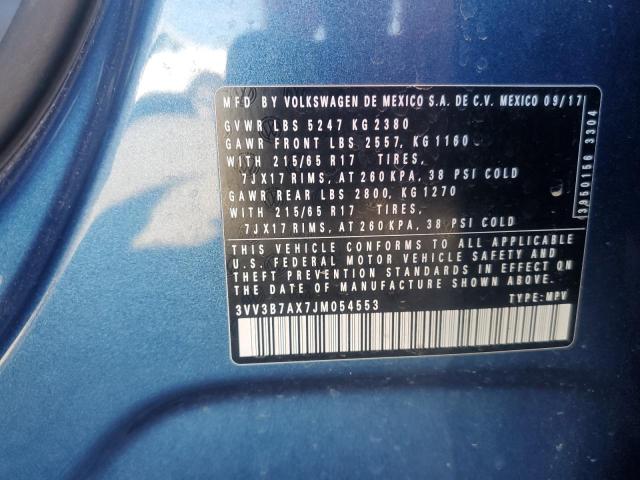 MFD BY VOLKSWAGEN DE MEXICO S.A. DE C.V. MEXICO 09/17
GVWR LBS 5247 KG 2380
GAWR FRONT LBS 2557, KG 1160
WITH 215/65 R17 TIRES,
7JX17 RIMS, AT 260 KPA, 38 PSI COLD
GAWR REAR LBS 2800, KG 1270
WITH 215/65 R17 TIRES,
7JX17 RIMS, AT 260 KPA, 38 PSI COLD
THIS VEHICLE CONFORMS TO ALL APPLICABLE
U.S. FEDERAL MOTOR VEHICLE SAFETY AND
THEFT PREVENTION STANDARDS IN EFFECT ON
THE DATE OF MANUFACTURE SHOWN ABOVE.
3VV3B7AX7JM054553 TYPE: MPV
3304